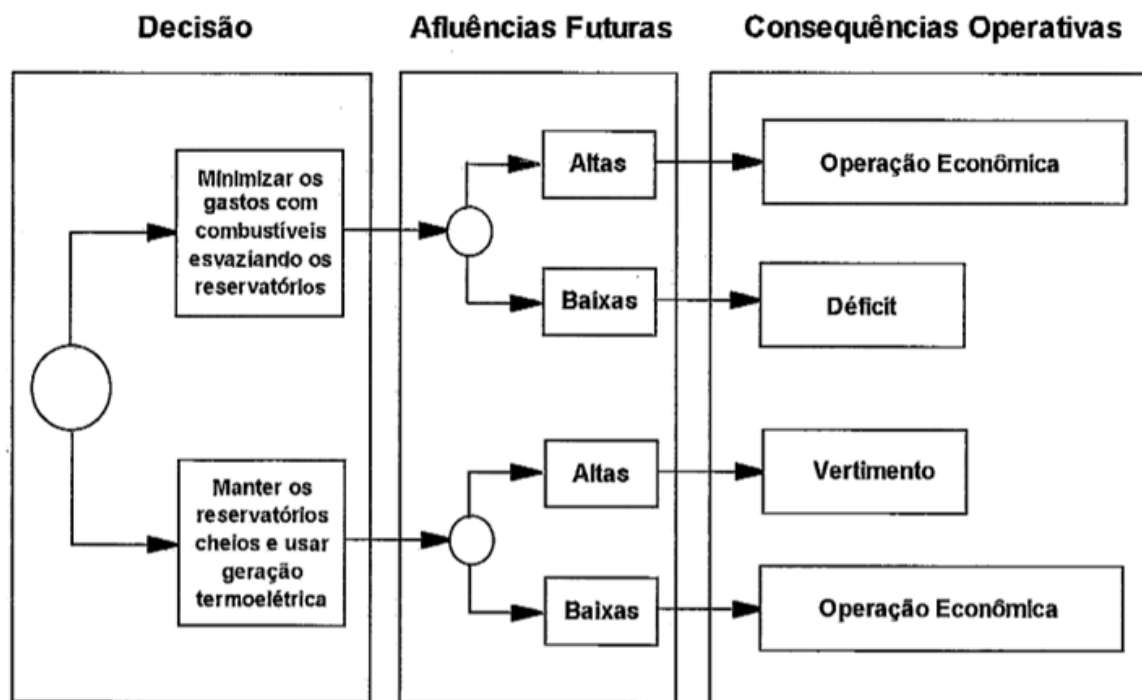 Decisão
Afluências Futuras
Consequências Operativas
Minimizar os
gastos com
combustíveis
esvaziando os
reservatórios
Altas
Operação Econômica
Baixas
Déficit
Manter os
reservatórios
cheios e usar
geração
termoelétrica
Altas
Vertimento
Baixas
Operação Econômica